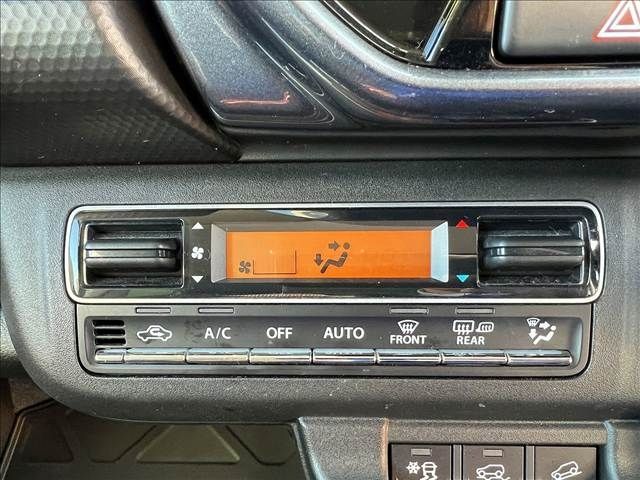 A/C OFF AUTO FRONT REAR